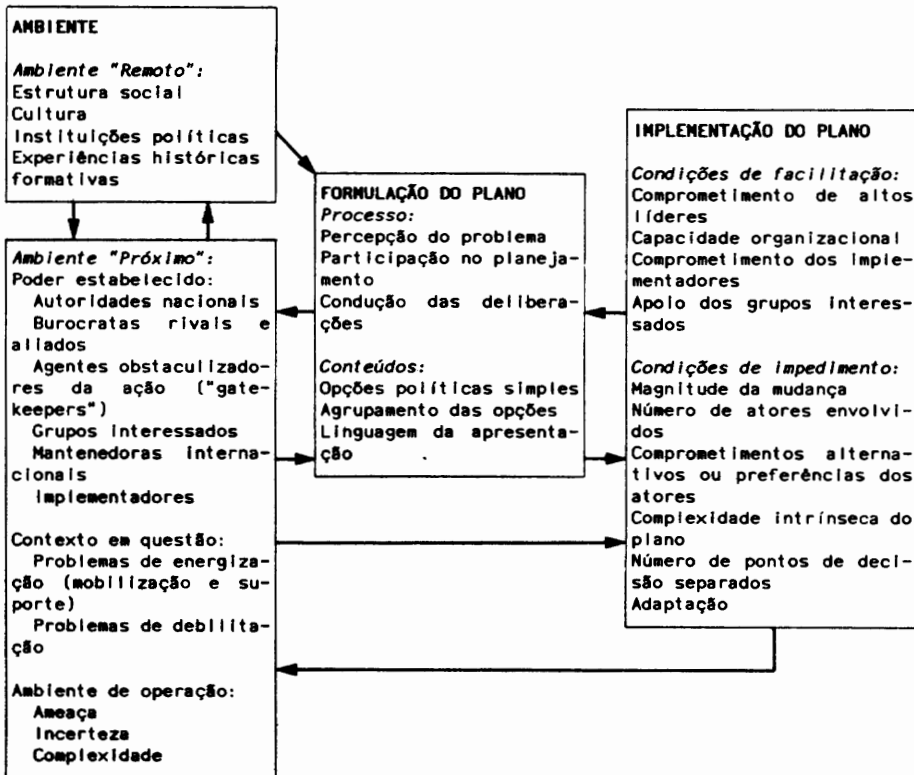 AMBIENTE
Ambiente "Remoto":
Estrutura social
Cultura
Instituições políticas
Experiências históricas
formativas
Ambiente "Próximo":
Poder estabelecido:
Autoridades nacionais
Burocratas rivais e
aliados
Agentes obstaculizado-
res da ação ("gate-
keepers")
Grupos interessados
Mantenedoras interna-
cionais
Implementadores
Contexto em questão:
Problemas de energiza-
ção (mobilização e su-
porte)
Problemas de debilita-
ção
Ambiente de operação:
Ameaça
Incerteza
Complexidade
FORMULAÇÃO DO PLANO
Processo:
Percepção do problema
Participação no planeja-
mento
Condução das delibera-
ções
Conteúdos:
Opções políticas simples
Agrupamento das opções
Linguagem da apresenta-
ção
IMPLEMENTAÇÃO DO PLANO
Condições de facilitação:
Comprometimento de altos
líderes
Capacidade organizacional
Comprometimento dos imple-
mentadores
Apoio dos grupos interes-
sados
Condições de impedimento:
Magnitude da mudança
Número de atores envolvi-
dos
Comprometimentos alterna-
tivos ou preferências dos
atores
Complexidade intrínseca do
plano
Número de pontos de deci-
são separados
Adaptação